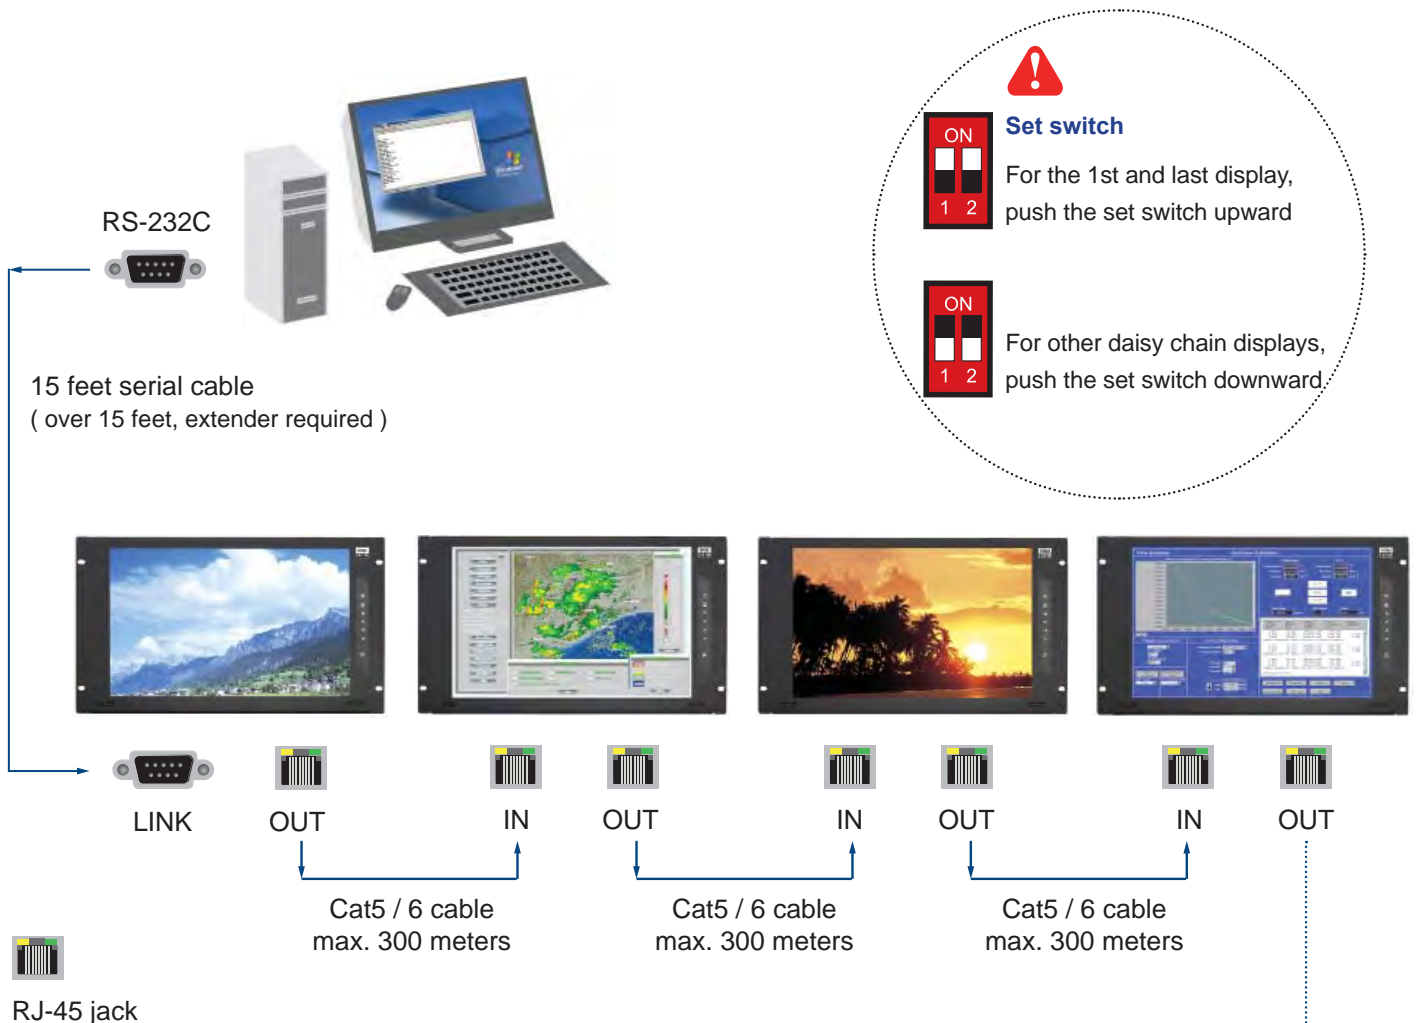 Set switch
ON
1 2
For the 1st and last display,
push the set switch upward
RS-232C
ON
1 2
For other daisy chain displays,
push the set switch downward.
15 feet serial cable
( over 15 feet, extender required )
LINK
OUT
IN
OUT
IN
OUT
IN
OUT
Cat5 / 6 cable
max. 300 meters
Cat5 / 6 cable
max. 300 meters
Cat5 / 6 cable
max. 300 meters
RJ-45 jack